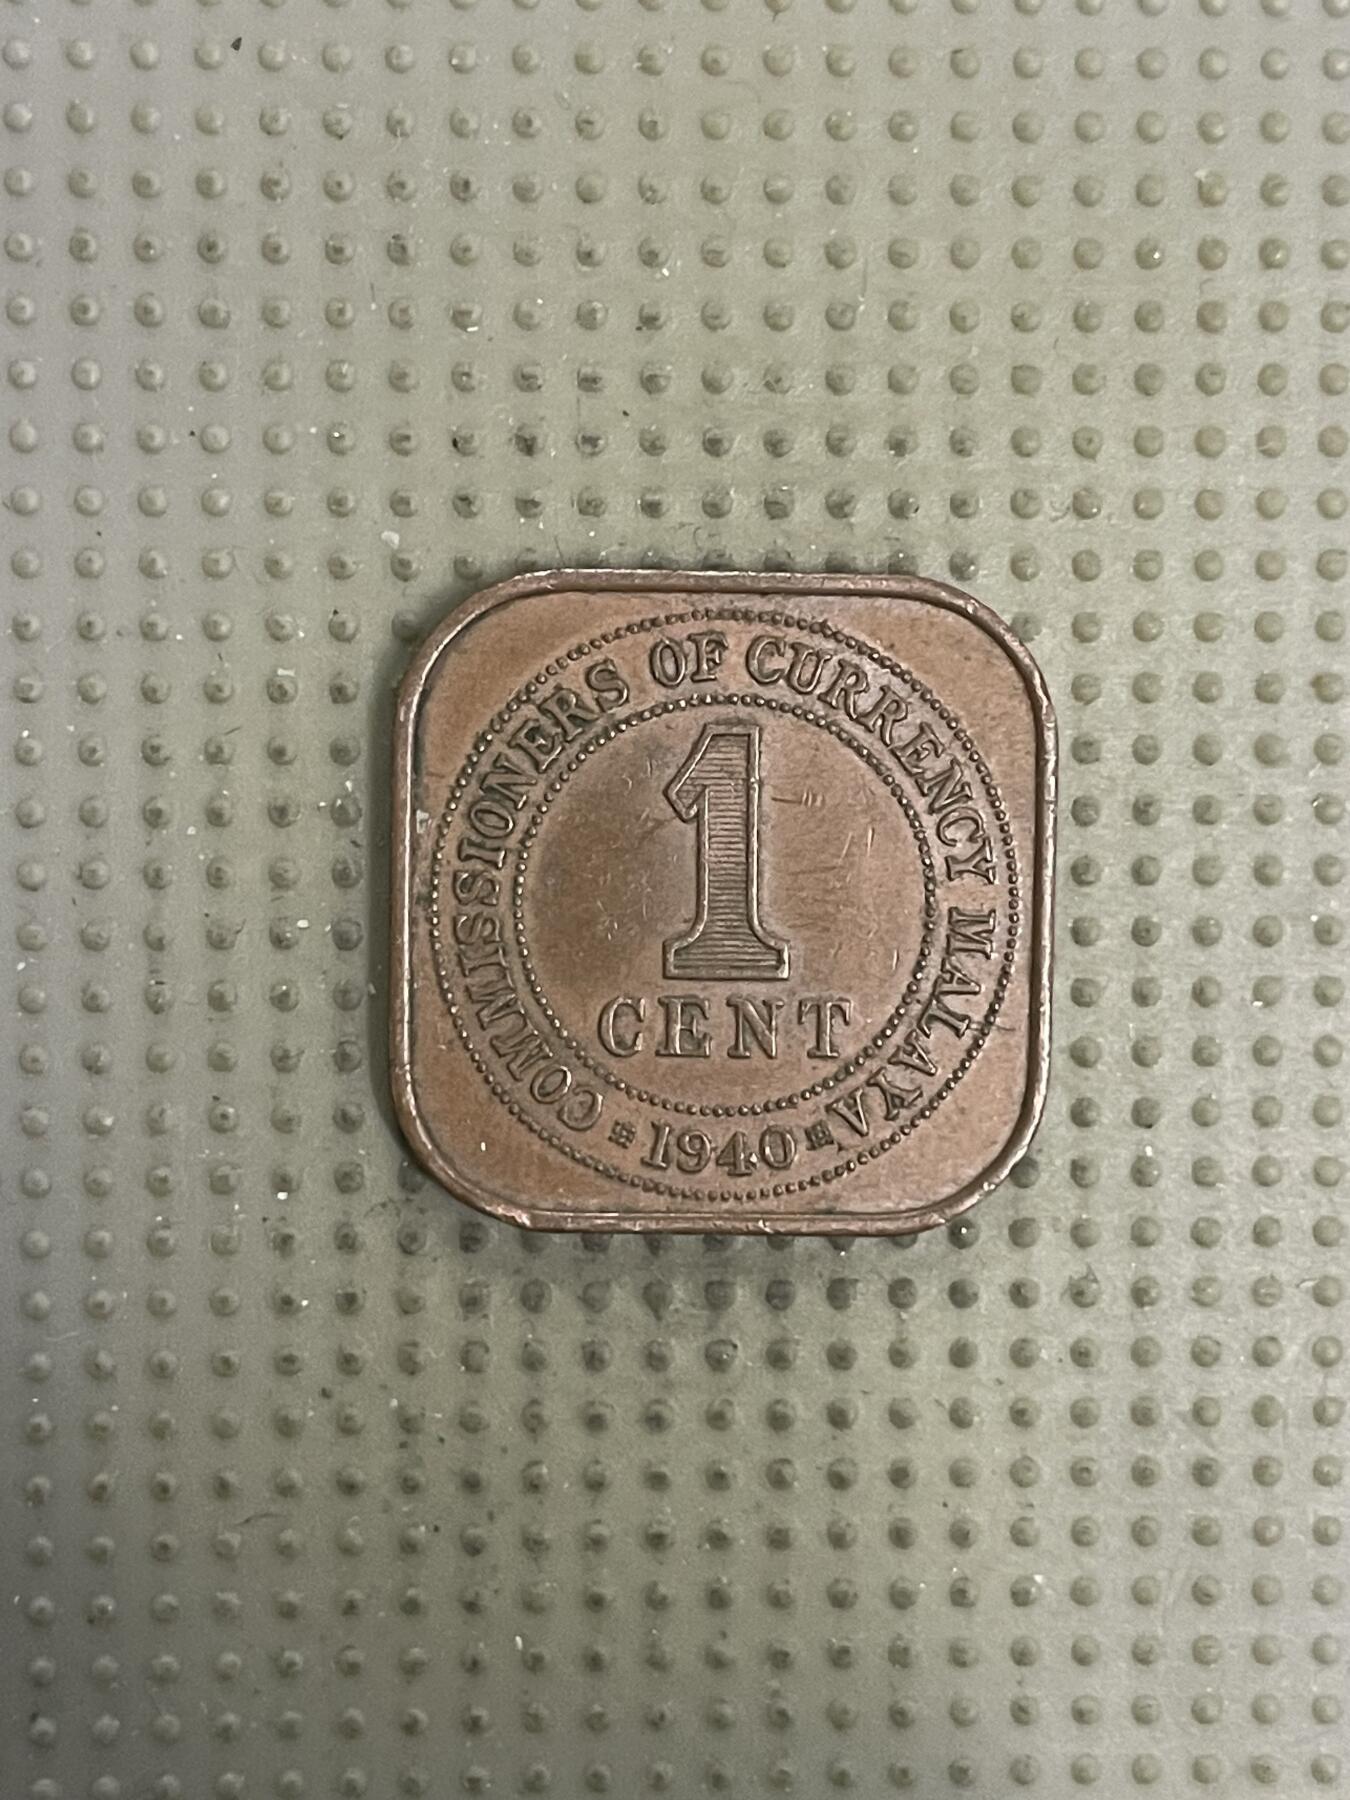 COMMISSIONERS OF CURRENCY MALAYA
1
CENT
1940